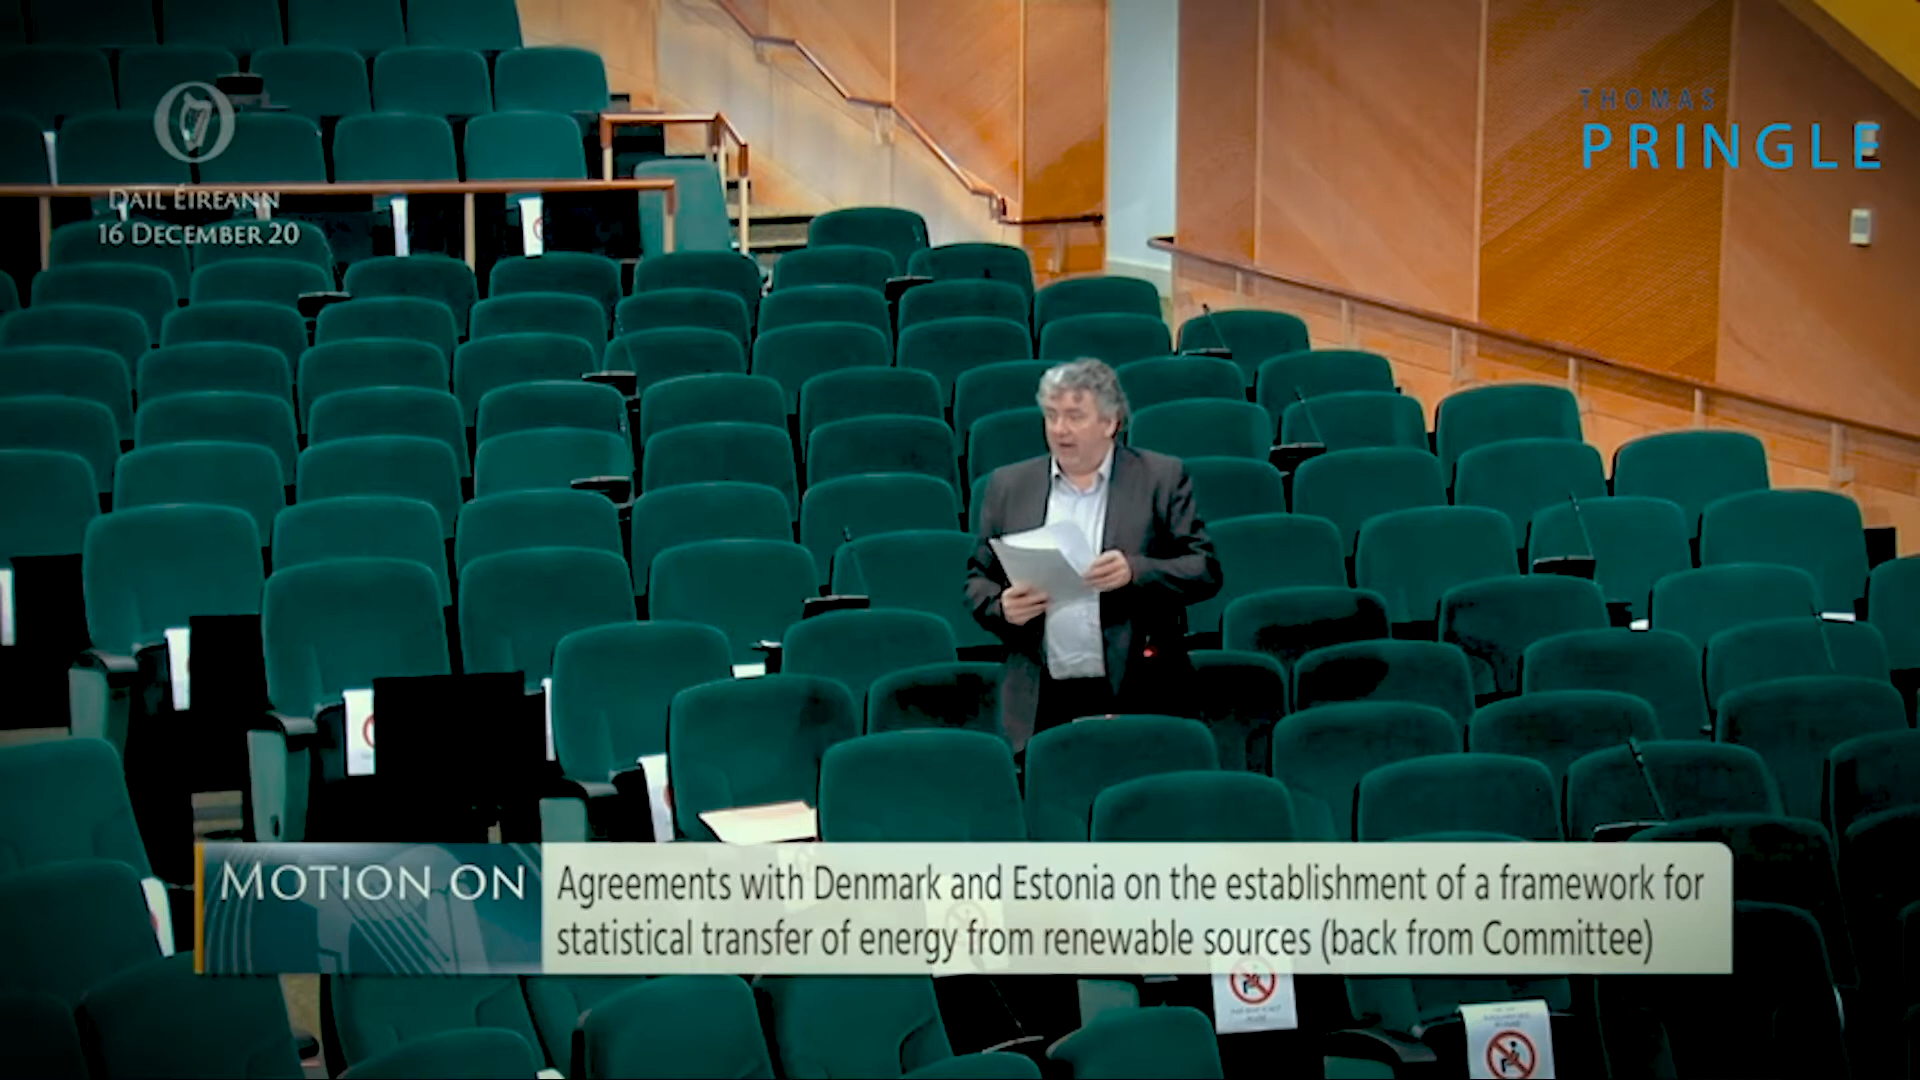 DÁIL ÉIREANN
16 DECEMBER 20
THOMAS
PRINGLE
MOTION ON
Agreements with Denmark and Estonia on the establishment of a framework for
statistical transfer of energy from renewable sources (back from Committee)